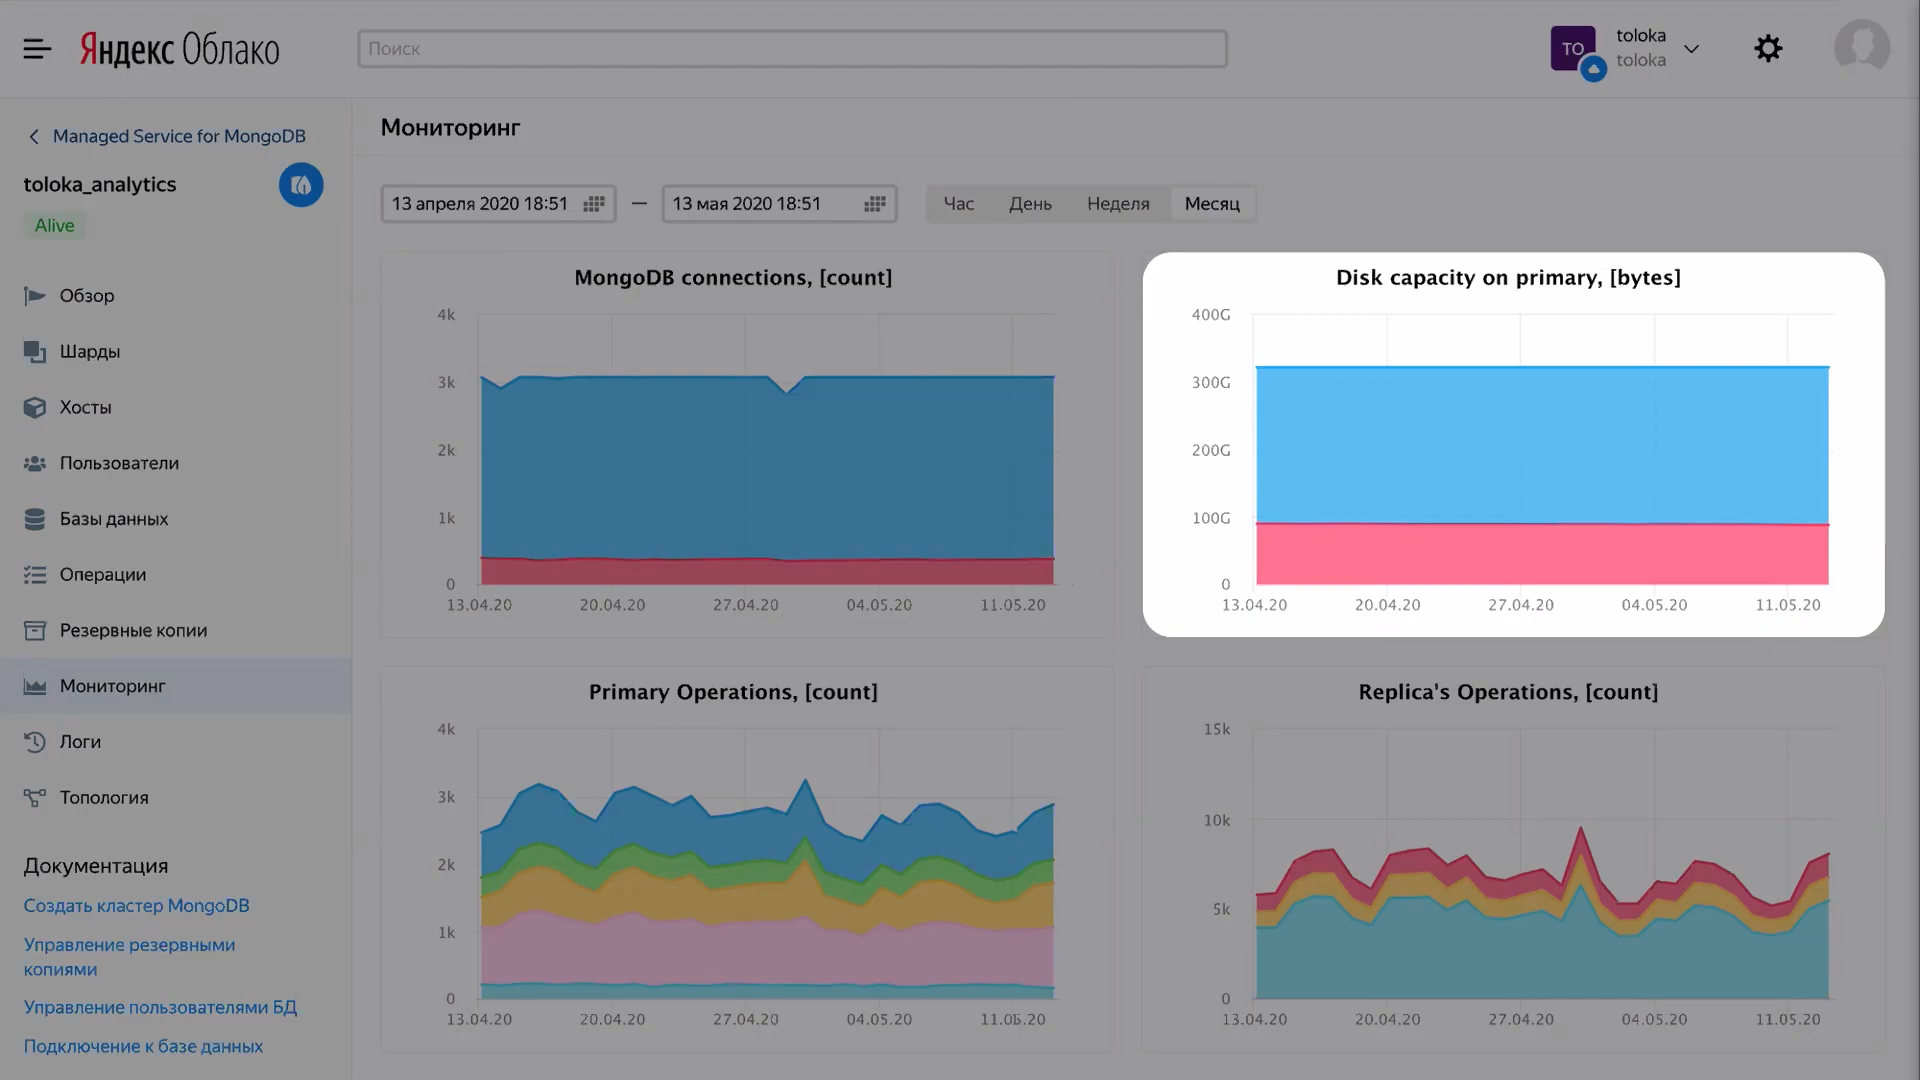 Яндекс Облако
Поиск
TO
toloka
toloka
Managed Service for MongoDB
toloka_analytics
Alive
Обзор
Шарды
Хосты
Пользователи
Базы данных
Операции
Резервные копии
Мониторинг
Логи
Топология
Документация
Создать кластер MongoDB
Управление резервными
копиями
Управление пользователями БД
Подключение к базе данных
Мониторинг
13 апреля 2020 18:51 — 13 мая 2020 18:51
Час День Неделя Месяц
MongoDB connections, [count]
4k
3k
2k
1k
0
13.04.20 20.04.20 27.04.20 04.05.20 11.05.20
Disk capacity on primary, [bytes]
400G
300G
200G
100G
0
13.04.20 20.04.20 27.04.20 04.05.20 11.05.20
Primary Operations, [count]
4k
3k
2k
1k
0
13.04.20 20.04.20 27.04.20 04.05.20 11.05.20
Replica's Operations, [count]
15k
10k
5k
0
13.04.20 20.04.20 27.04.20 04.05.20 11.05.20